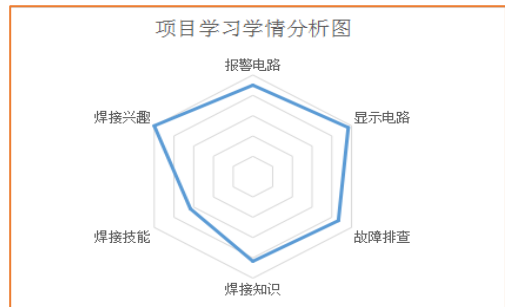 项目学习学情分析图
报警电路
焊接兴趣
显示电路
焊接技能
故障排查
焊接知识